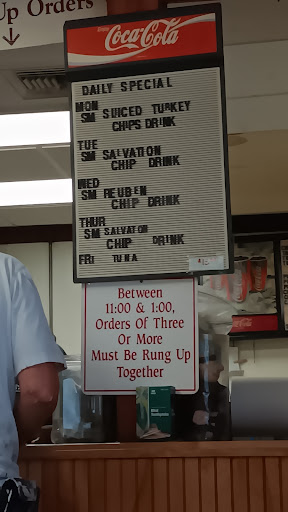 Up Orders
Coca-Cola
DAILY SPECIAL
MON
SM SLICED TURKEY
CHIPS DRINK
TUE
SM SALVATION
CHIP DRINK
WED
SM REUBEN
CHIP DRINK
THUR
SM SALVATION
CHIP DRINK
FRI TUNA
Between
11:00 & 1:00,
Orders Of Three
Or More
Must Be Rung Up
Together